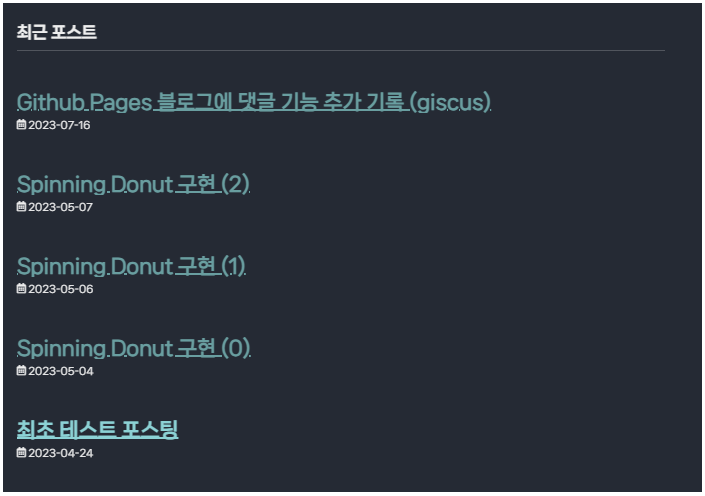 최근 포스트
Github Pages 블로그에 댓글 기능 추가 기록 (giscus)
2023-07-16
Spinning Donut 구현 (2)
2023-05-07
Spinning Donut 구현 (1)
2023-05-06
Spinning Donut 구현 (0)
2023-05-04
최초 테스트 포스팅
2023-04-24